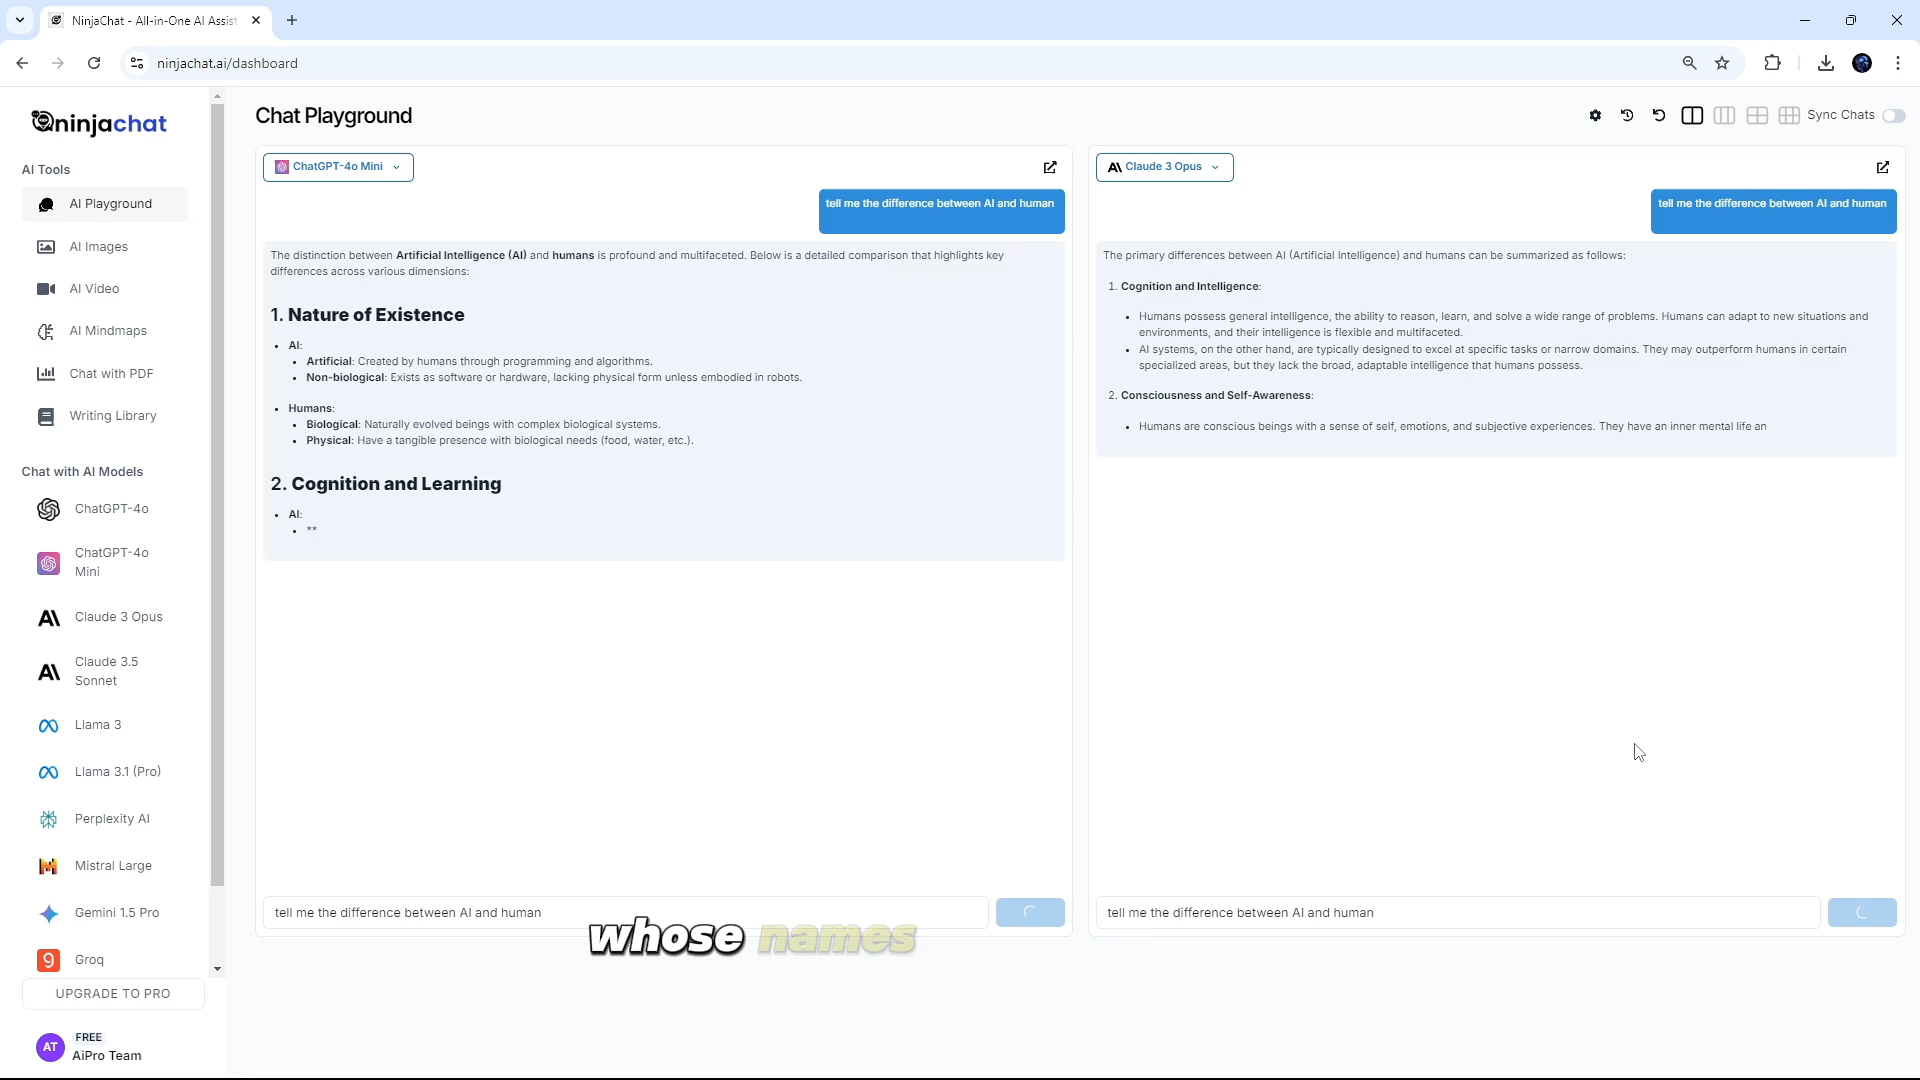 NinjaChat - All-in-One AI Assist
ninjachat.ai/dashboard
ninjachat
AI Tools
AI Playground
AI Images
AI Video
AI Mindmaps
Chat with PDF
Writing Library
Chat with AI Models
ChatGPT-4o
ChatGPT-4o
Mini
Claude 3 Opus
Claude 3.5
Sonnet
Llama 3
Llama 3.1 (Pro)
Perplexity AI
Mistral Large
Gemini 1.5 Pro
Groq
UPGRADE TO PRO
AT
FREE
AiPro Team
Chat Playground
Sync Chats
ChatGPT-4o Mini
tell me the difference between AI and human
The distinction between Artificial Intelligence (AI) and humans is profound and multifaceted. Below is a detailed comparison that highlights key
differences across various dimensions:
1. Nature of Existence
• AI:
• Artificial: Created by humans through programming and algorithms.
• Non-biological: Exists as software or hardware, lacking physical form unless embodied in robots.
• Humans:
• Biological: Naturally evolved beings with complex biological systems.
• Physical: Have a tangible presence with biological needs (food, water, etc.).
2. Cognition and Learning
• AI:
• **
tell me the difference between AI and human
Claude 3 Opus
tell me the difference between AI and human
The primary differences between AI (Artificial Intelligence) and humans can be summarized as follows:
1. Cognition and Intelligence:
• Humans possess general intelligence, the ability to reason, learn, and solve a wide range of problems. Humans can adapt to new situations and
environments, and their intelligence is flexible and multifaceted.
• AI systems, on the other hand, are typically designed to excel at specific tasks or narrow domains. They may outperform humans in certain
specialized areas, but they lack the broad, adaptable intelligence that humans possess.
2. Consciousness and Self-Awareness:
• Humans are conscious beings with a sense of self, emotions, and subjective experiences. They have an inner mental life an
tell me the difference between AI and human
whose names